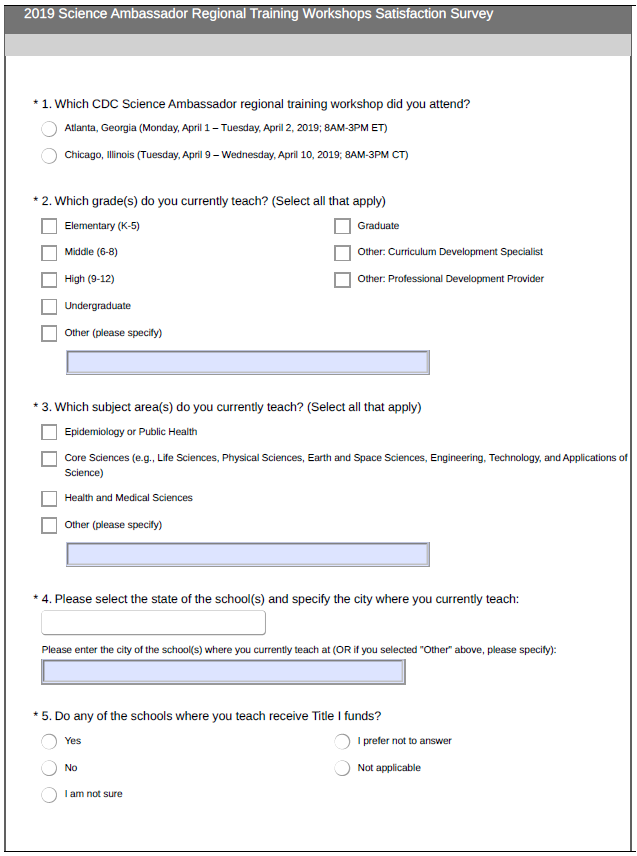 2019 Science Ambassador Regional Training Workshops Satisfaction Survey
* 1. Which CDC Science Ambassador regional training workshop did you attend?
Atlanta, Georgia (Monday, April 1 – Tuesday, April 2, 2019; 8AM-3PM ET)
Chicago, Illinois (Tuesday, April 9 – Wednesday, April 10, 2019; 8AM-3PM CT)
* 2. Which grade(s) do you currently teach? (Select all that apply)
Elementary (K-5)
Middle (6-8)
High (9-12)
Undergraduate
Other (please specify)
Graduate
Other: Curriculum Development Specialist
Other: Professional Development Provider
* 3. Which subject area(s) do you currently teach? (Select all that apply)
Epidemiology or Public Health
Core Sciences (e.g., Life Sciences, Physical Sciences, Earth and Space Sciences, Engineering, Technology, and Applications of
Science)
Health and Medical Sciences
Other (please specify)
* 4. Please select the state of the school(s) and specify the city where you currently teach:
Please enter the city of the school(s) where you currently teach at (OR if you selected "Other" above, please specify):
* 5. Do any of the schools where you teach receive Title I funds?
Yes
No
I am not sure
I prefer not to answer
Not applicable